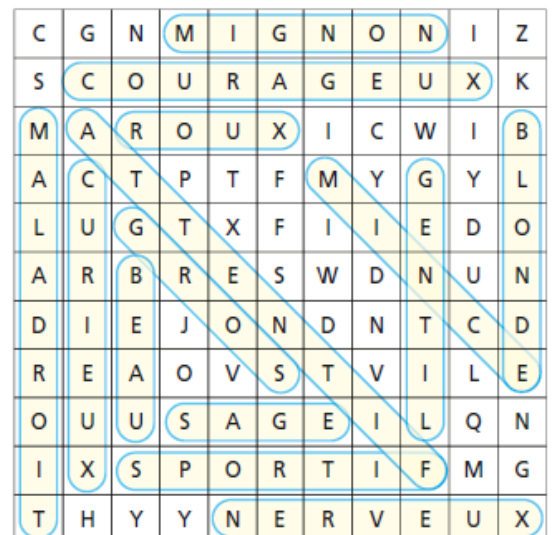 C G N M I G N O N I Z
S C O U R A G E U X K
M A R O U X I C W I B
A C T P T F M Y G Y L
L U G T X F I I E D O
A R B R E S W D N U N
D I E J O N D N T C D
R E A O V S T V I L E
O U U S A G E I L Q N
I X S P O R T I F M G
T H Y Y N E R V E U X